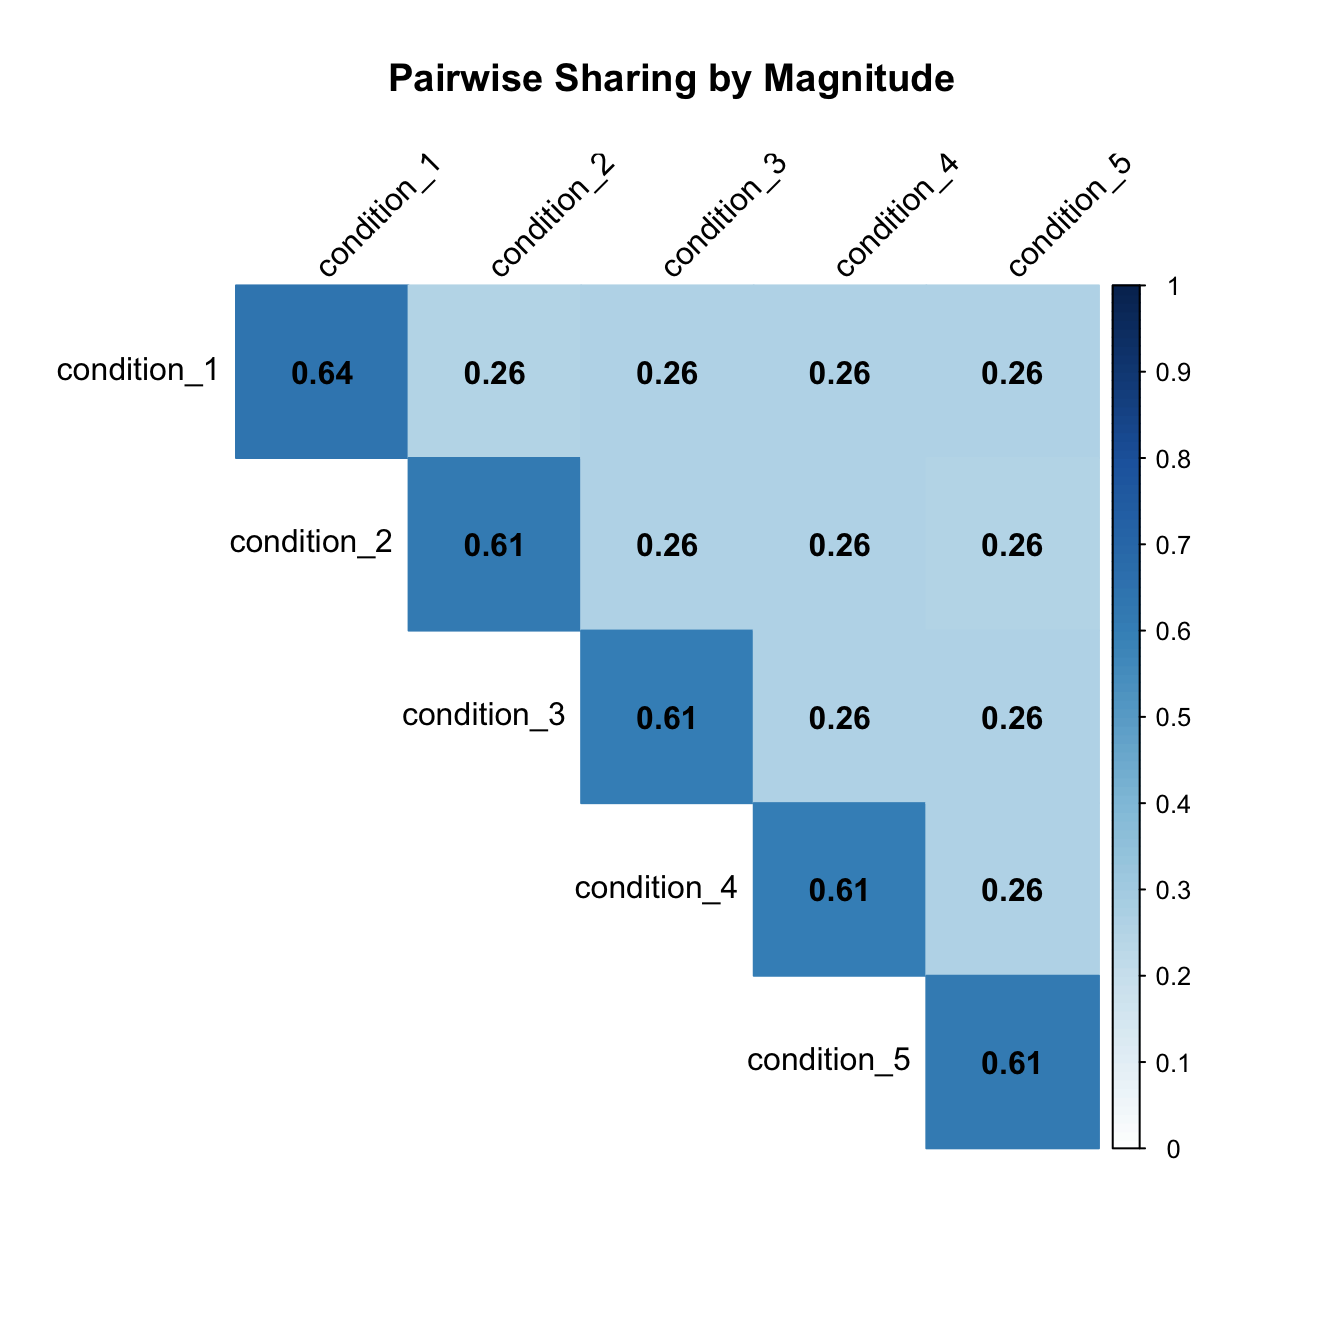 Pairwise Sharing by Magnitude
condition_1 condition_2 condition_3 condition_4 condition_5
condition_1 0.64 0.26 0.26 0.26 0.26
condition_2 0.61 0.26 0.26 0.26
condition_3 0.61 0.26 0.26
condition_4 0.61 0.26
condition_5 0.61
1
0.9
0.8
0.7
0.6
0.5
0.4
0.3
0.2
0.1
0